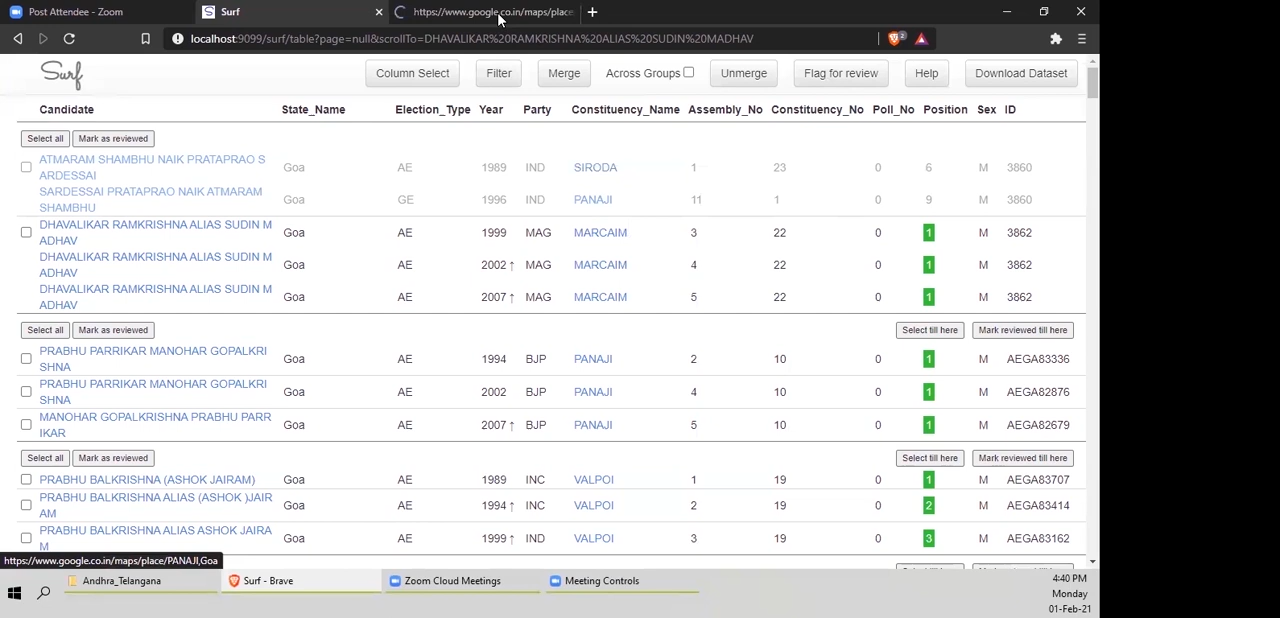 Post Attendee - Zoom
Surf
https://www.google.co.in/maps/place
localhost:9099/surf/table?page=null&scrollTo=DHAVALIKAR%20RAMKRISHNA%20ALIAS%20SUDIN%20MADHAV
2
Surf
Column Select
Filter
Merge
Across Groups
Unmerge
Flag for review
Help
Download Dataset
Candidate State_Name Election_Type Year Party Constituency_Name Assembly_No Constituency_No Poll_No Position Sex ID
Select all Mark as reviewed
ATMARAM SHAMBHU NAIK PRATAPRAO S
ARDESSAI
Goa AE 1989 IND SIRODA 1 23 0 6 M 3860
SARDESSAI PRATAPRAO NAIK ATMARAM
SHAMBHU
Goa GE 1996 IND PANAJI 11 1 0 9 M 3860
DHAVALIKAR RAMKRISHNA ALIAS SUDIN M
ADHAV
Goa AE 1999 MAG MARCAIM 3 22 0 1 M 3862
DHAVALIKAR RAMKRISHNA ALIAS SUDIN M
ADHAV
Goa AE 2002 ↑ MAG MARCAIM 4 22 0 1 M 3862
DHAVALIKAR RAMKRISHNA ALIAS SUDIN M
ADHAV
Goa AE 2007 ↑ MAG MARCAIM 5 22 0 1 M 3862
Select all Mark as reviewed Select till here Mark reviewed till here
PRABHU PARRIKAR MANOHAR GOPALKRI
SHNA
Goa AE 1994 BJP PANAJI 2 10 0 1 M AEGA83336
PRABHU PARRIKAR MANOHAR GOPALKRI
SHNA
Goa AE 2002 BJP PANAJI 4 10 0 1 M AEGA82876
MANOHAR GOPALKRISHNA PRABHU PARR
IKAR
Goa AE 2007 ↑ BJP PANAJI 5 10 0 1 M AEGA82679
Select all Mark as reviewed Select till here Mark reviewed till here
PRABHU BALKRISHNA (ASHOK JAIRAM) Goa AE 1989 INC VALPOI 1 19 0 1 M AEGA83707
PRABHU BALKRISHNA ALIAS (ASHOK )JAIR
AM
Goa AE 1994 ↑ INC VALPOI 2 19 0 2 M AEGA83414
PRABHU BALKRISHNA ALIAS ASHOK JAIRA
M
Goa AE 1999 ↑ IND VALPOI 3 19 0 3 M AEGA83162
https://www.google.co.in/maps/place/PANAJI,Goa
Andhra_Telangana
Surf - Brave
Zoom Cloud Meetings
Meeting Controls
4:40 PM
Monday
01-Feb-21